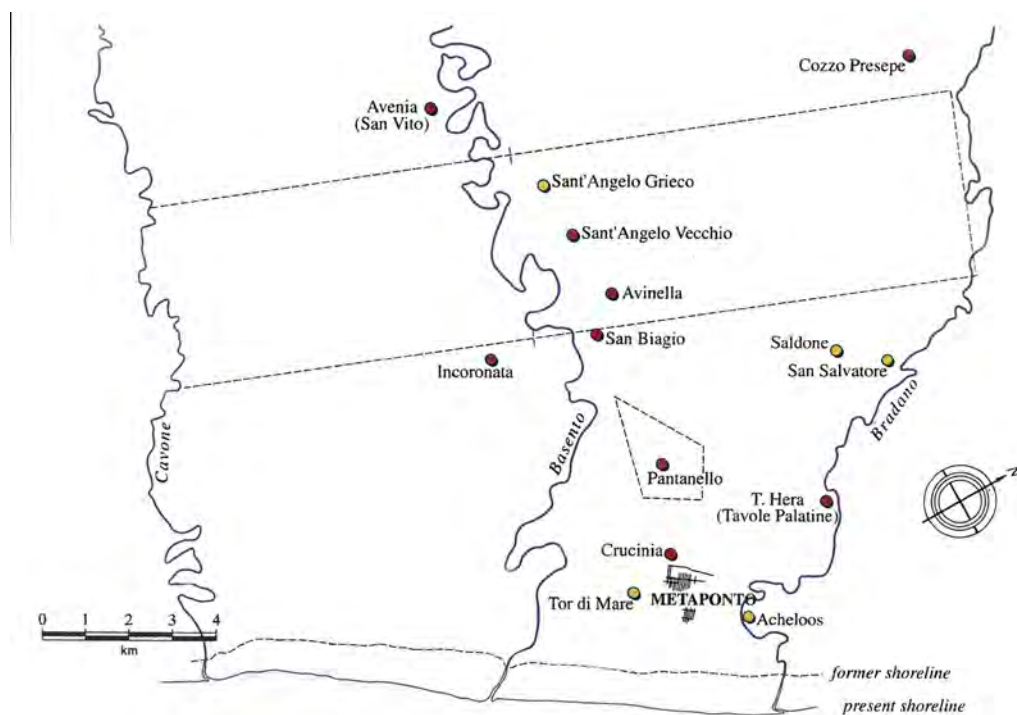 Cozzo Presepe
Avenia
(San Vito)
Sant'Angelo Grieco
Sant'Angelo Vecchio
Avinella
San Biagio
Saldone
San Salvatore
Incoronata
Bradano
Cavone
Basento
Pantanello
N
T. Hera
(Tavole Palatine)
Crucinia
Tor di Mare
METAPONTO
Acheloos
0 1 2 3 4
km
former shoreline
present shoreline